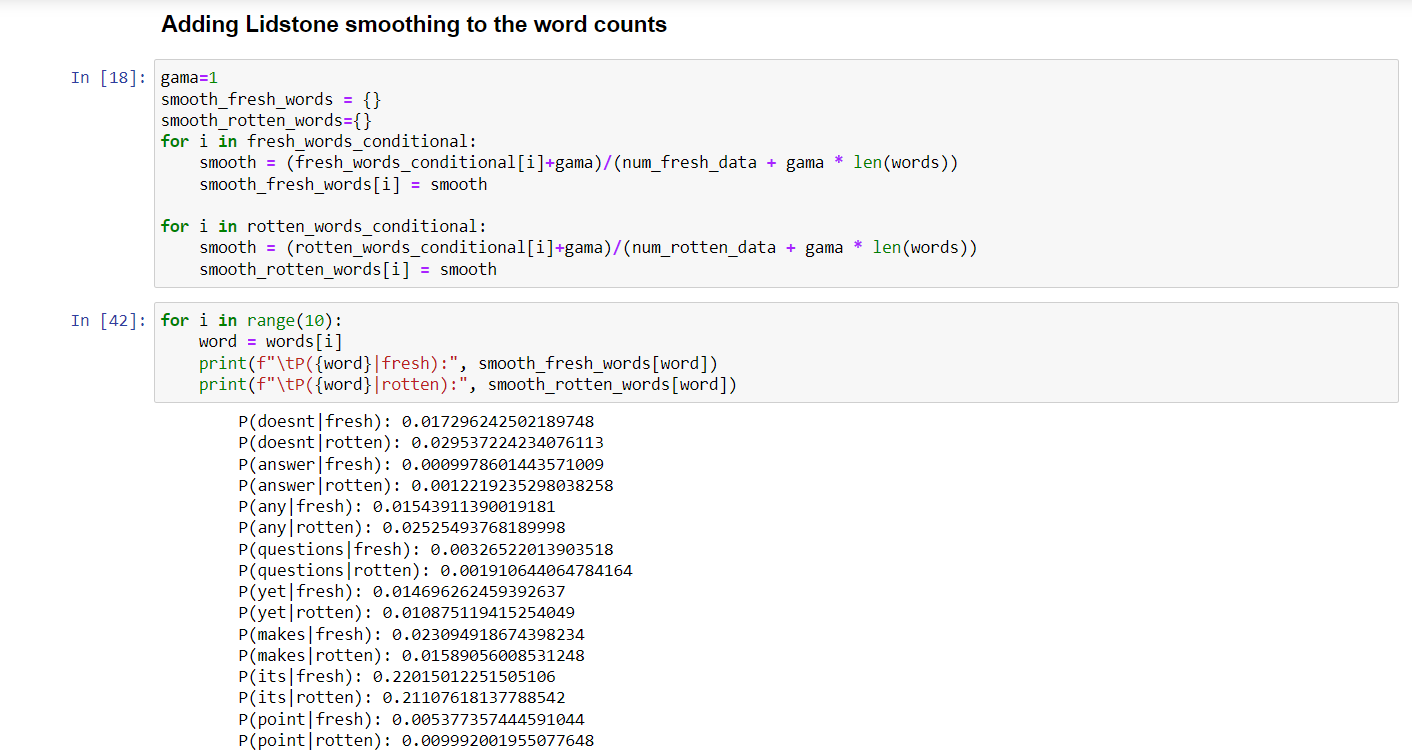 Adding Lidstone smoothing to the word counts
In [18]: gama=1
smooth_fresh_words = {}
smooth_rotten_words={}
for i in fresh_words_conditional:
    smooth = (fresh_words_conditional[i]+gama)/(num_fresh_data + gama * len(words))
    smooth_fresh_words[i] = smooth
for i in rotten_words_conditional:
    smooth = (rotten_words_conditional[i]+gama)/(num_rotten_data + gama * len(words))
    smooth_rotten_words[i] = smooth
In [42]: for i in range(10):
    word = words[i]
    print(f"\tP({word}|fresh):", smooth_fresh_words[word])
    print(f"\tP({word}|rotten):", smooth_rotten_words[word])
P(doesnt|fresh): 0.017296242502189748
P(doesnt|rotten): 0.029537224234076113
P(answer|fresh): 0.0009978601443571009
P(answer|rotten): 0.0012219235298038258
P(any|fresh): 0.01543911390019181
P(any|rotten): 0.02525493768189998
P(questions|fresh): 0.00326522013903518
P(questions|rotten): 0.001910644064784164
P(yet|fresh): 0.014696262459392637
P(yet|rotten): 0.010875119415254049
P(makes|fresh): 0.023094918674398234
P(makes|rotten): 0.01589056008531248
P(its|fresh): 0.22015012251505106
P(its|rotten): 0.21107618137788542
P(point|fresh): 0.005377357444591044
P(point|rotten): 0.009992001955077648